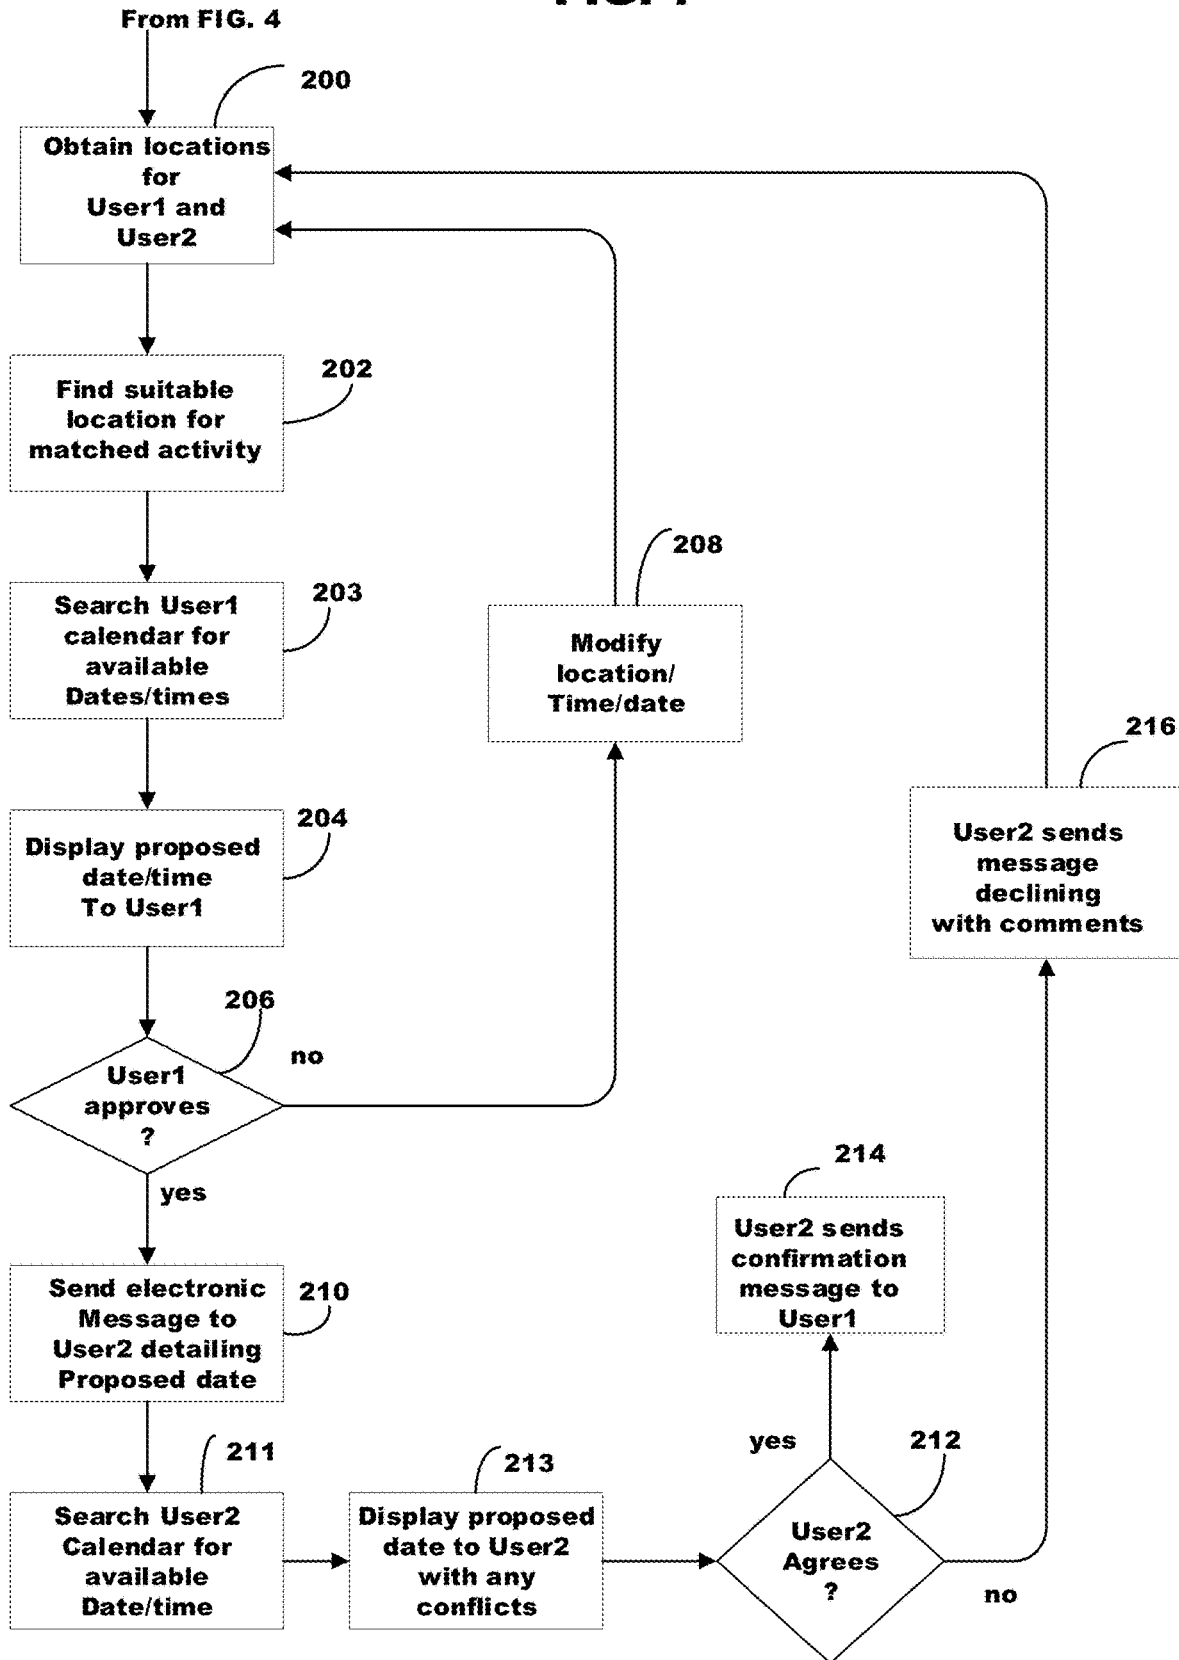 From FIG. 4
200
Obtain locations
for
User1 and
User2
202
Find suitable
location for
matched activity
203
Search User1
calendar for
available
Dates/times
208
Modify
location/
Time/date
204
Display proposed
date/time
To User1
216
User2 sends
message
declining
with comments
206
User1
approves
?
no
yes
214
User2 sends
confirmation
message to
User1
210
Send electronic
Message to
User2 detailing
Proposed date
211
Search User2
Calendar for
available
Date/time
213
Display proposed
date to User2
with any
conflicts
yes
212
User2
Agrees
?
no